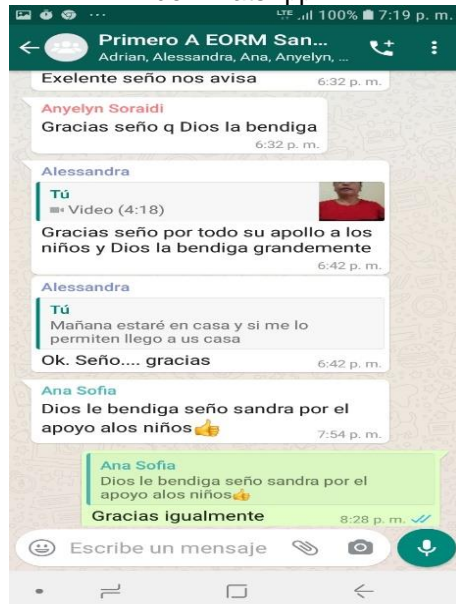 LTE 100% 7:19 p. m.
Primero A EORM San...
Adrian, Alessandra, Ana, Anyelyn, ...
Exelente seño nos avisa
6:32 p. m.
Anyelyn Soraidi
Gracias seño q Dios la bendiga
6:32 p. m.
Alessandra
Tú
Video (4:18)
Gracias seño por todo su apollo a los
niños y Dios la bendiga grandemente
6:42 p. m.
Alessandra
Tú
Mañana estaré en casa y si me lo
permiten llego a us casa
Ok. Seño.... gracias
6:42 p. m.
Ana Sofia
Dios le bendiga seño sandra por el
apoyo alos niños👍
7:54 p. m.
Ana Sofia
Dios le bendiga seño sandra por el
apoyo alos niños👍
Gracias igualmente
8:28 p. m.
Escribe un mensaje